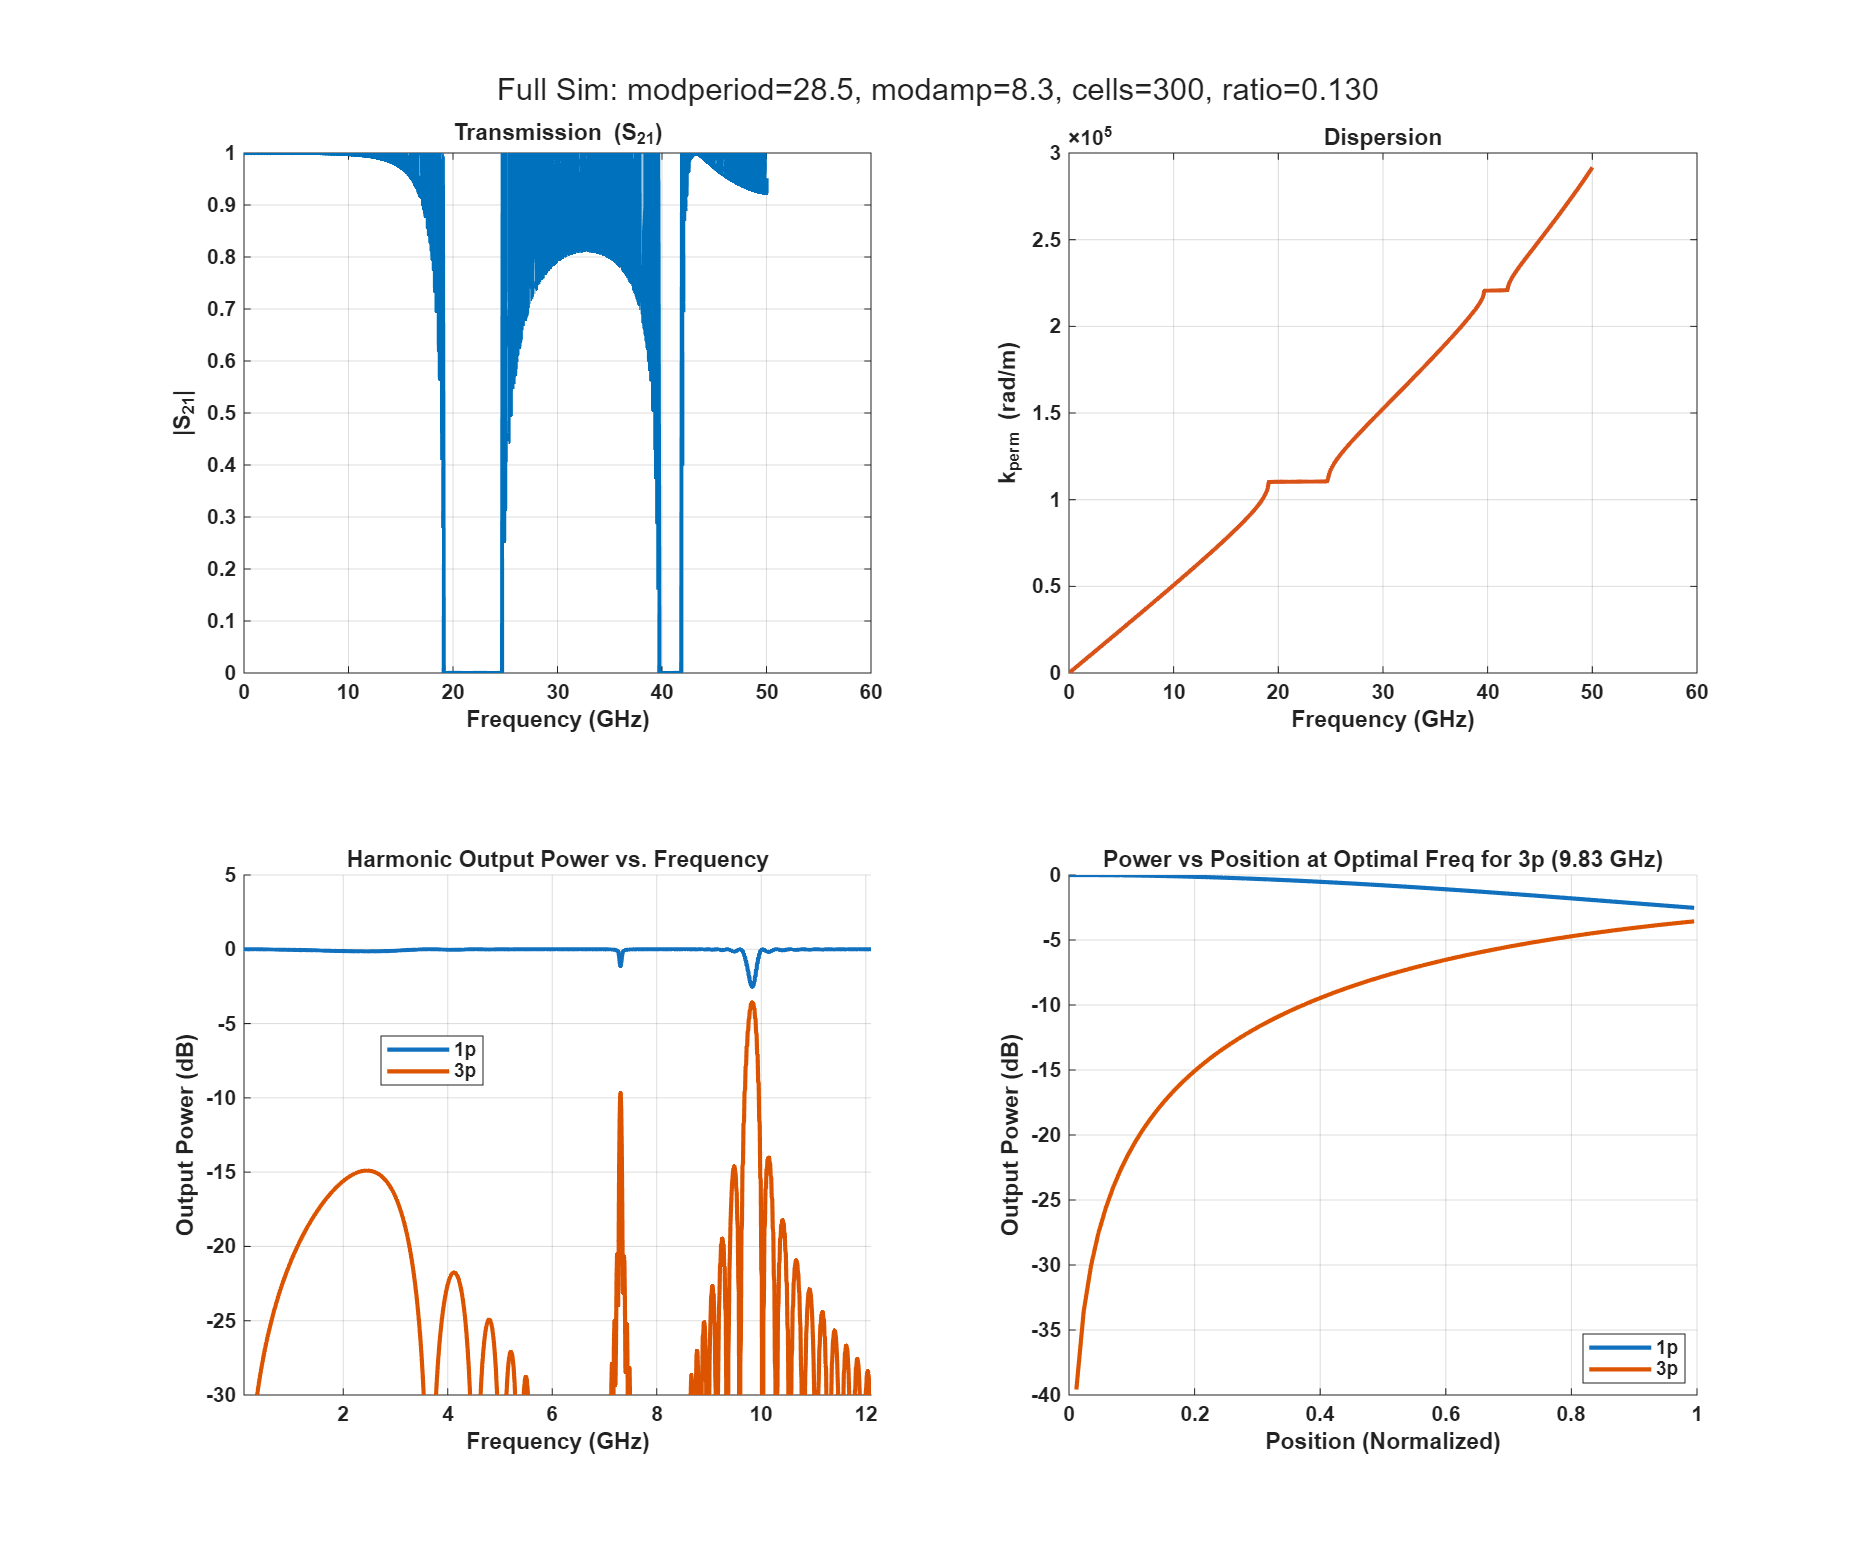 Full Sim: modperiod=28.5, modamp=8.3, cells=300, ratio=0.130
Transmission (S21)
1
0.9
0.8
0.7
0.6
0.5
0.4
0.3
0.2
0.1
0
|S21|
0 10 20 30 40 50 60
Frequency (GHz)
×10^5
Dispersion
3
2.5
2
1.5
1
0.5
0
kperm (rad/m)
0 10 20 30 40 50 60
Frequency (GHz)
Harmonic Output Power vs. Frequency
5
0
-5
-10
-15
-20
-25
-30
Output Power (dB)
1p
3p
2 4 6 8 10 12
Frequency (GHz)
Power vs Position at Optimal Freq for 3p (9.83 GHz)
0
-5
-10
-15
-20
-25
-30
-35
-40
Output Power (dB)
1p
3p
0 0.2 0.4 0.6 0.8 1
Position (Normalized)